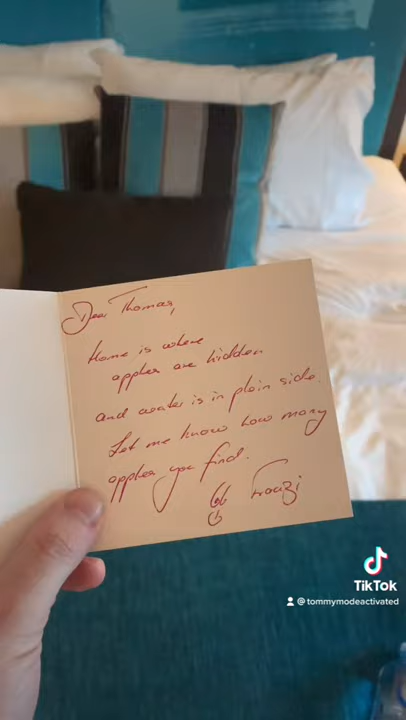 Dear Thomas,
Home is where
apples are hidden
and water is in plain side.
Let me know how many
apples you find.
TikTok
@tommymodeactivated